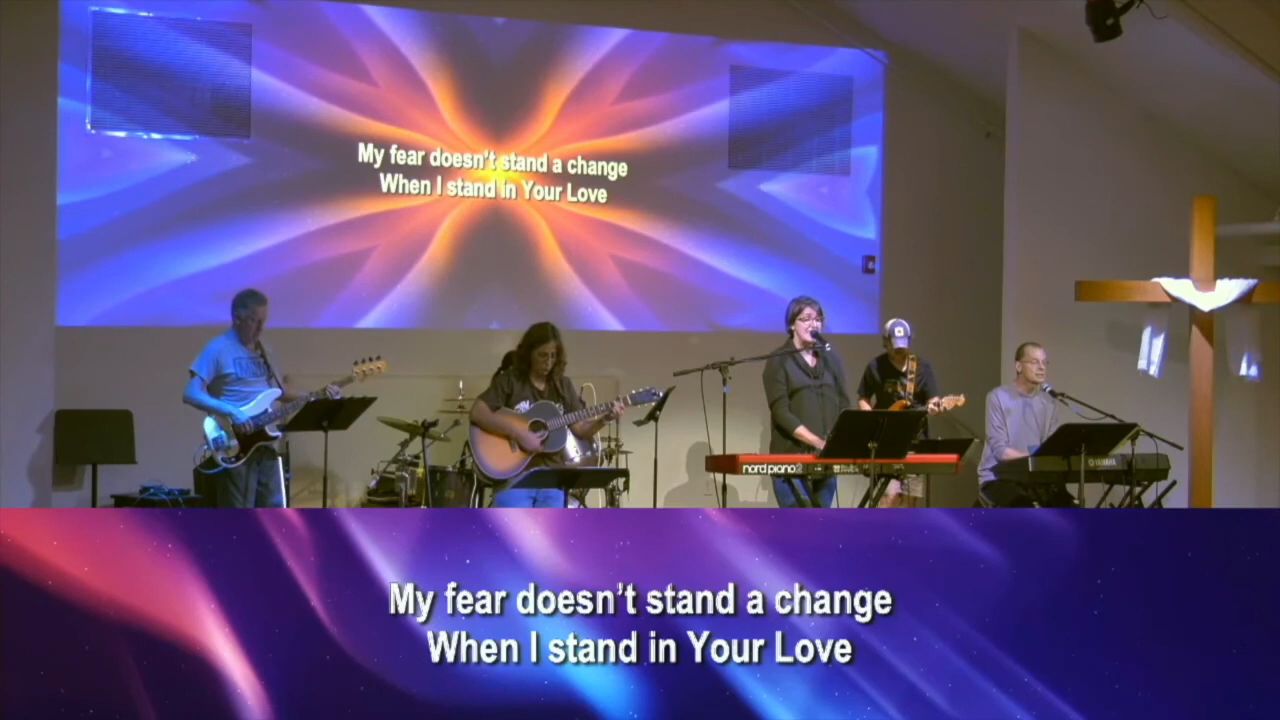 My fear doesn't stand a change
When I stand in Your Love
nord piano 2
YAMAHA
My fear doesn't stand a change
When I stand in Your Love